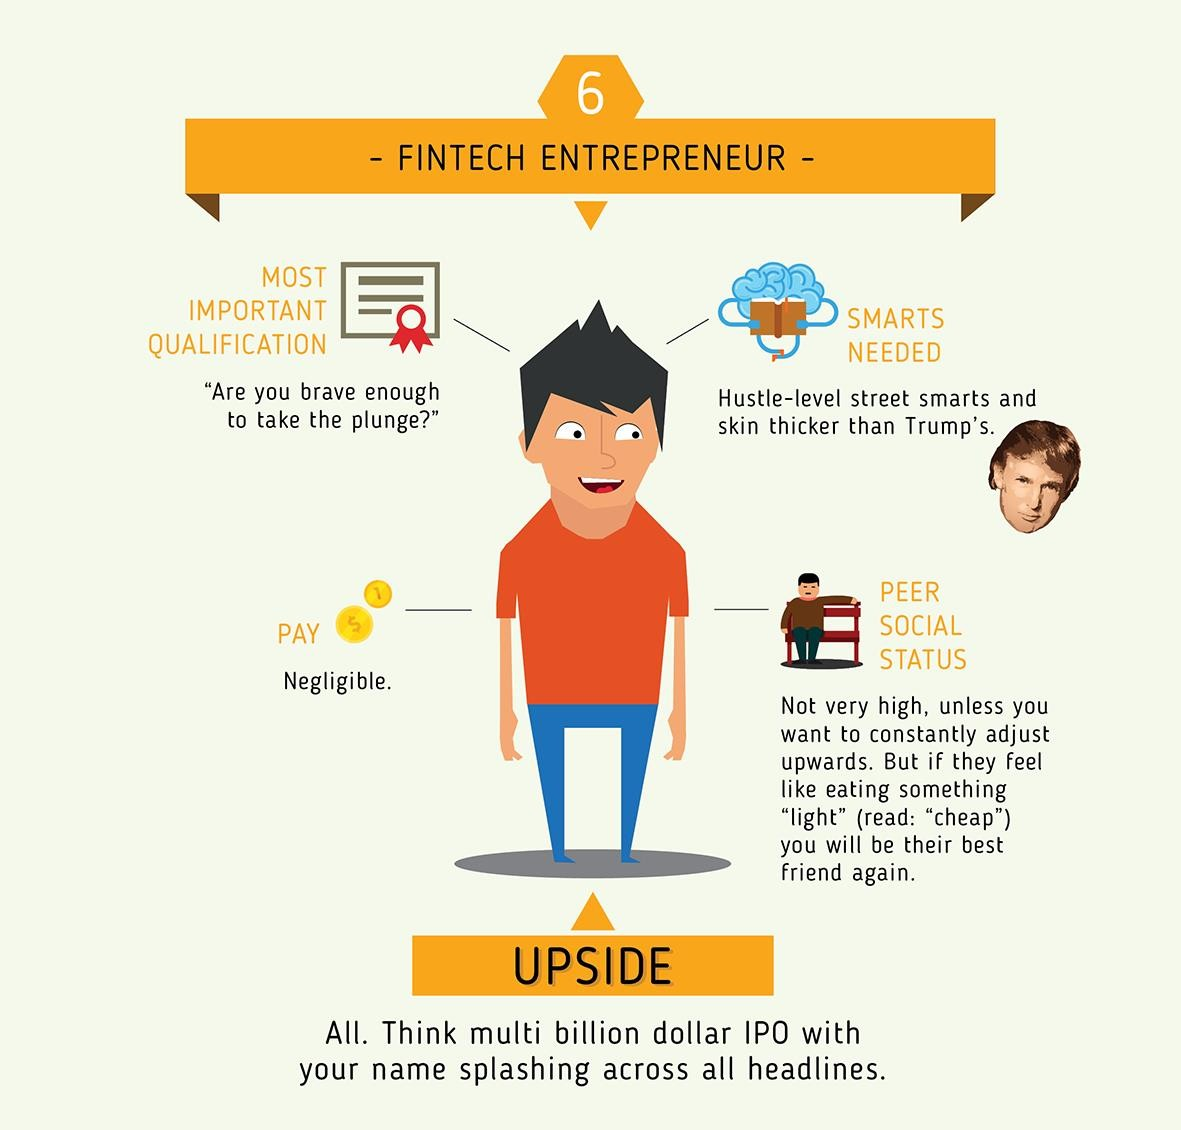 6
- FINTECH ENTREPRENEUR -
MOST
IMPORTANT
QUALIFICATION
“Are you brave enough
to take the plunge?”
SMARTS
NEEDED
Hustle-level street smarts and
skin thicker than Trump’s.
PAY
$
1
Negligible.
PEER
SOCIAL
STATUS
Not very high, unless you
want to constantly adjust
upwards. But if they feel
like eating something
“light” (read: “cheap”)
you will be their best
friend again.
UPSIDE
All. Think multi billion dollar IPO with
your name splashing across all headlines.